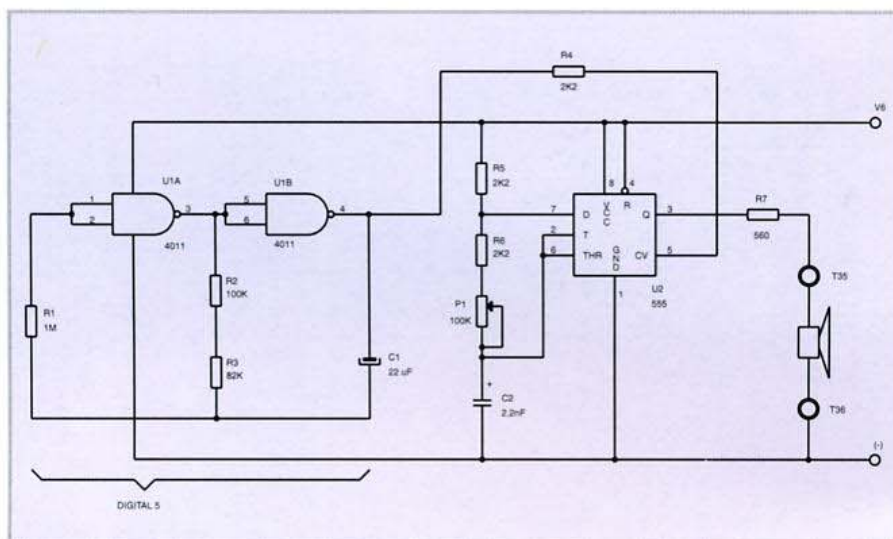 R4
2K2
V6
U1A
U1B
R5
2K2
8
4
R7
1
2
3
5
6
4
7
D
V
C
C
R
Q
3
4011
4011
2
T
R6
2K2
G
N
D
560
6
THR
CV
5
R2
100K
U2
555
1
T35
P1
100K
R1
1M
R3
82K
C1
22 uF
+
C2
2,2nF
T36
(-)
DIGITAL 5